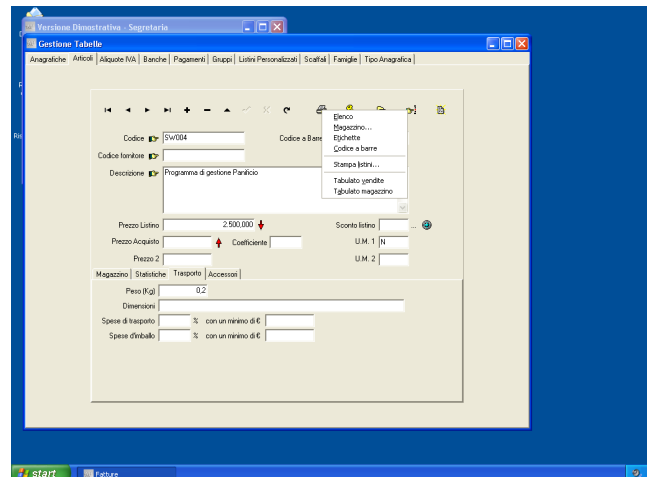 Versione Dimostrativa - Segretaria
Gestione Tabelle
Anagrafiche Articoli Aliquote IVA Banche Pagamenti Gruppi Listini Personalizzati Scaffali Famiglie Tipo Anagrafica
Elenco
Magazzino...
Etichette
Codice a barre
Stampa listini...
Tabulato vendite
Tabulato magazzino
Codice SW004 Codice a Barre
Codice fornitore
Descrizione Programma di gestione Panificio
Prezzo Listino 2.500,000 Sconto listino ...
Prezzo Acquisto Coefficiente U.M. 1 N
Prezzo 2 U.M. 2
Magazzino Statistiche Trasporto Accessori
Peso (Kg) 0,2
Dimensioni
Spese di trasporto % con un minimo di €
Spese d'imballo % con un minimo di €
start Fatture